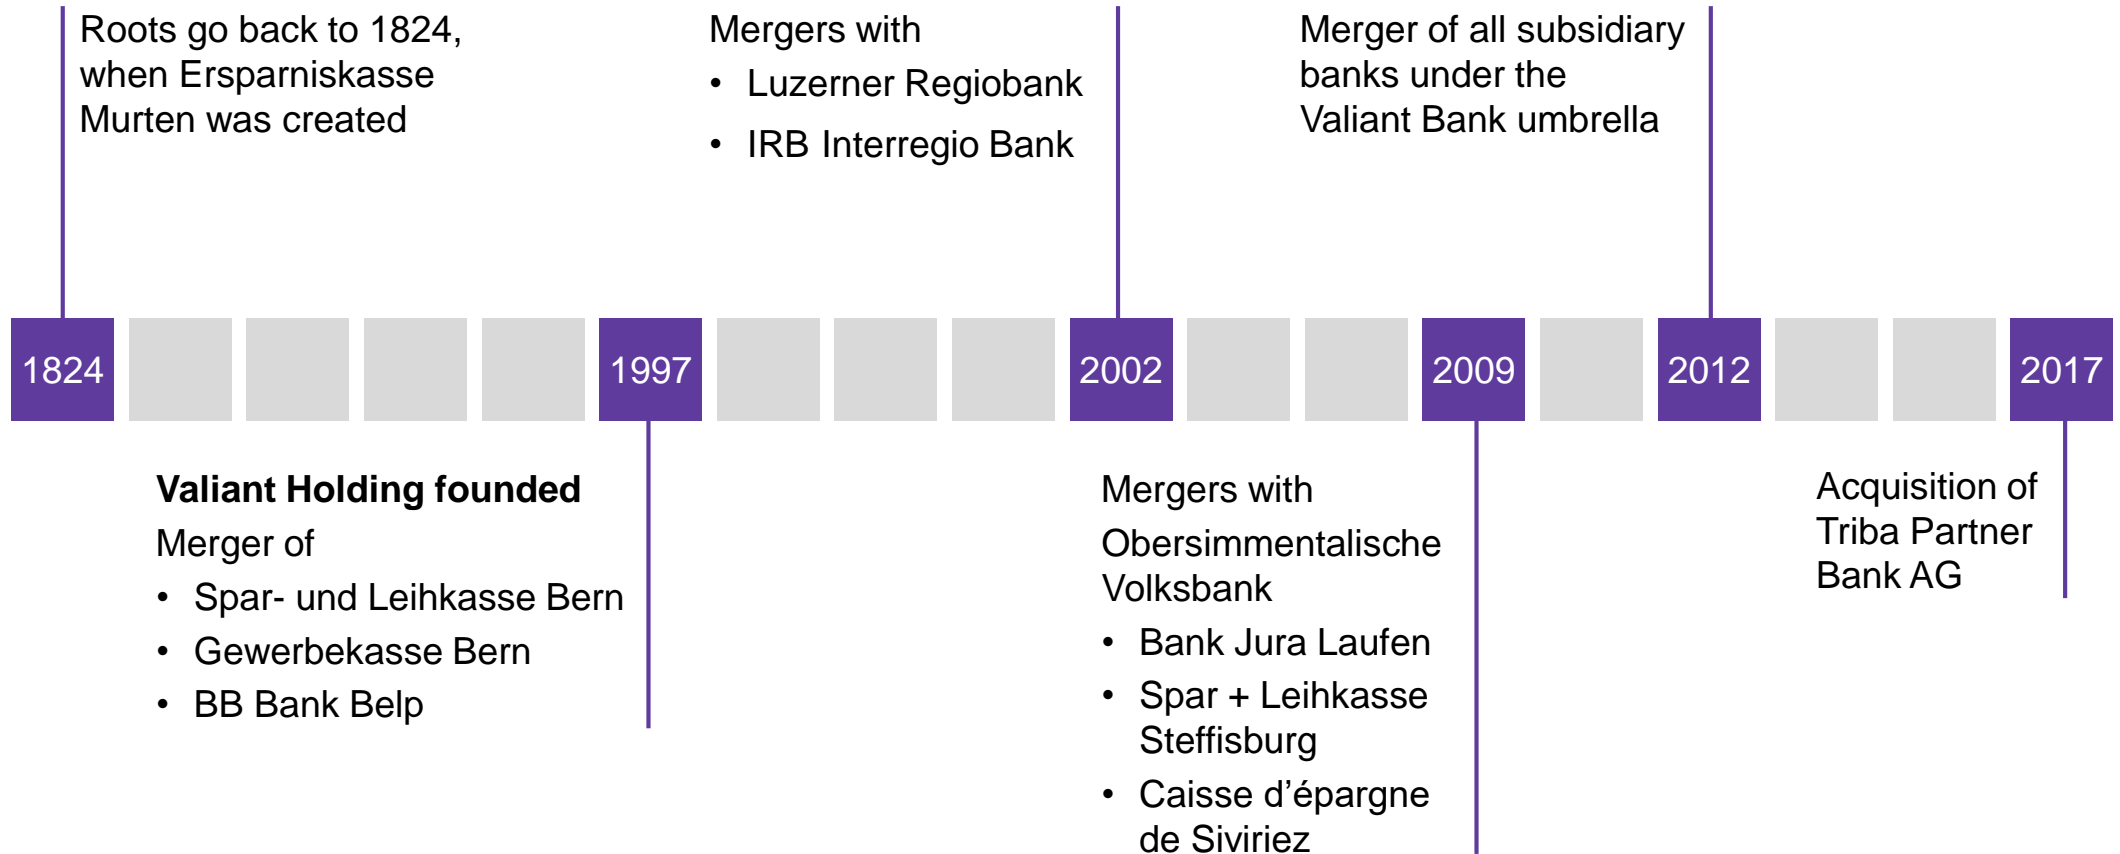 Roots go back to 1824,
when Ersparniskasse
Murten was created
Mergers with
• Luzerner Regiobank
• IRB Interregio Bank
Merger of all subsidiary
banks under the
Valiant Bank umbrella
1824
1997
2002
2009
2012
2017
Valiant Holding founded
Merger of
• Spar- und Leihkasse Bern
• Gewerbekasse Bern
• BB Bank Belp
Mergers with
Obersimmentalische
Volksbank
• Bank Jura Laufen
• Spar + Leihkasse
Steffisburg
• Caisse d’épargne
de Siviriez
Acquisition of
Triba Partner
Bank AG